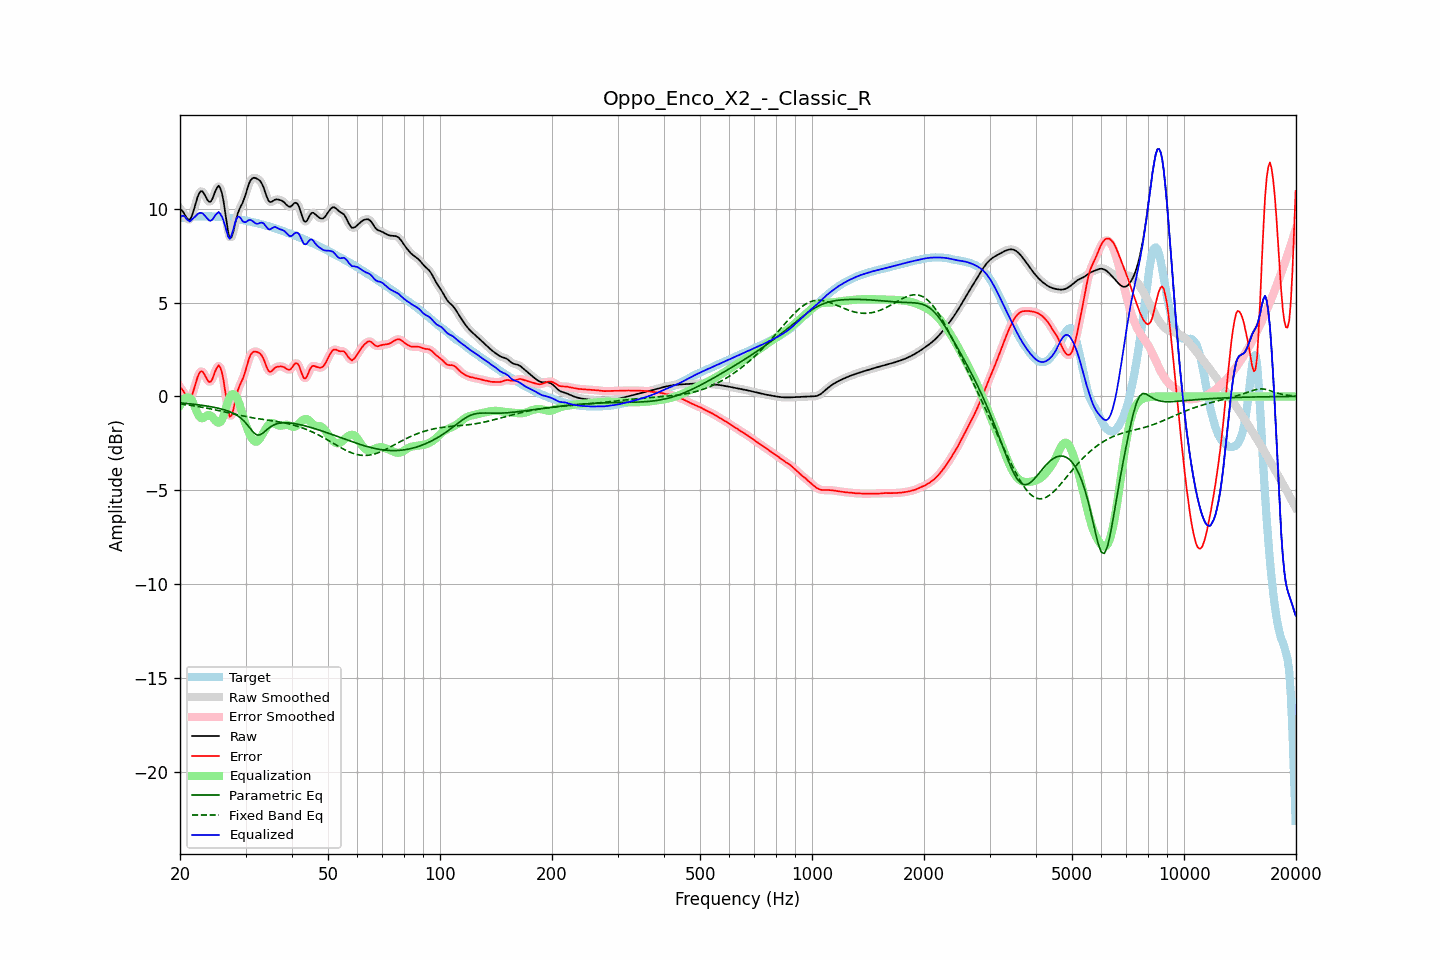 Oppo_Enco_X2_-_Classic_R
Amplitude (dBr)
10
5
0
−5
−10
−15
−20
Target
Raw Smoothed
Error Smoothed
Raw
Error
Equalization
Parametric Eq
Fixed Band Eq
Equalized
20 50 100 200 500 1000 2000 5000 10000 20000
Frequency (Hz)